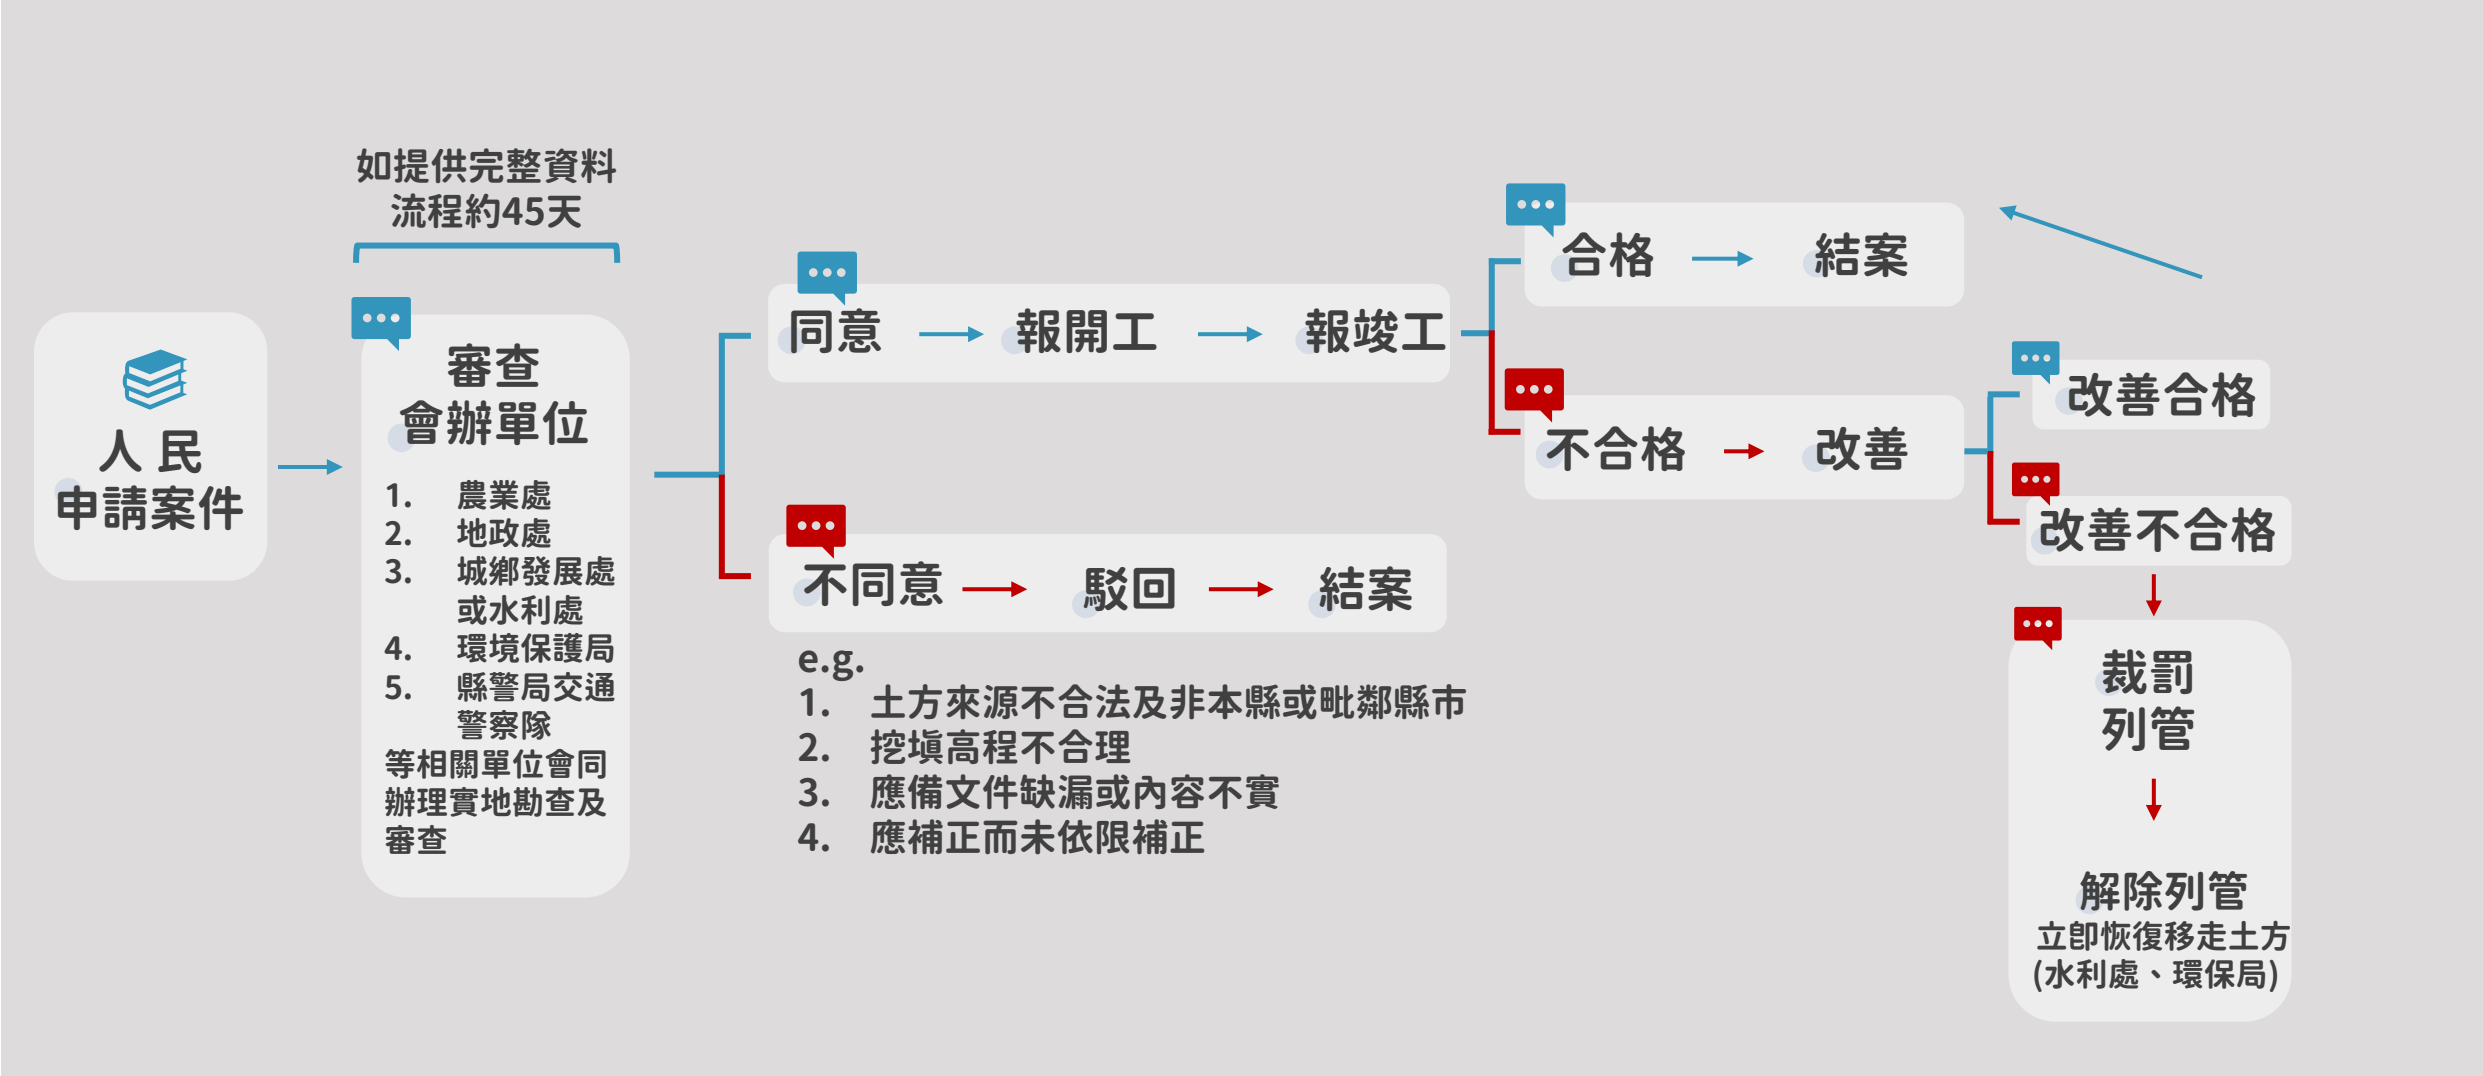 如提供完整資料
流程約45天
人 民
申請案件
審查
會辦單位
1. 農業處
2. 地政處
3. 城鄉發展處
或水利處
4. 環境保護局
5. 縣警局交通
警察隊
等相關單位會同
辦理實地勘查及
審查
同意
報開工
報竣工
不同意
駁回
結案
e.g.
1. 土方來源不合法及非本縣或毗鄰縣市
2. 挖塡高程不合理
3. 應備文件缺漏或內容不實
4. 應補正而未依限補正
合格
結案
不合格
改善
改善合格
改善不合格
裁罰
列管
解除列管
立卽恢復移走土方
(水利處、環保局)